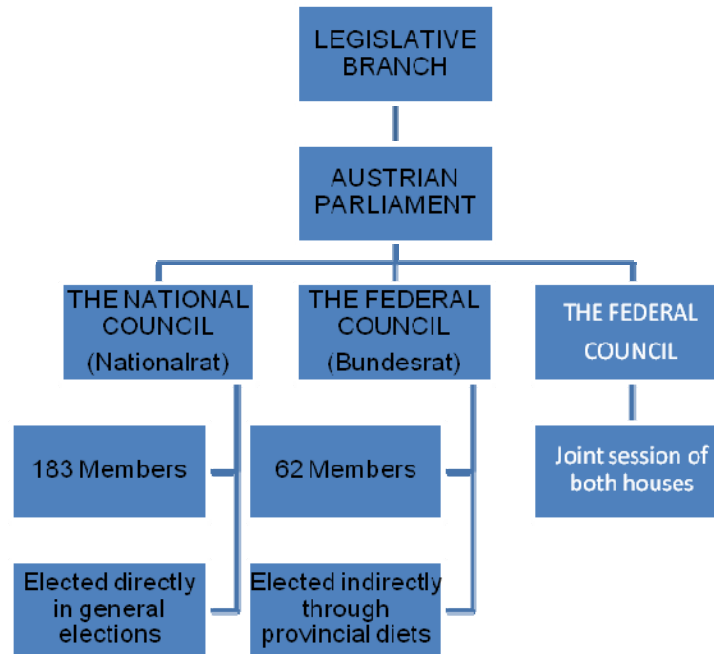 LEGISLATIVE
BRANCH
AUSTRIAN
PARLIAMENT
THE NATIONAL
COUNCIL
(Nationalrat)
THE FEDERAL
COUNCIL
(Bundesrat)
THE FEDERAL
COUNCIL
183 Members
62 Members
Joint session of
both houses
Elected directly
in general
elections
Elected indirectly
through
provincial diets